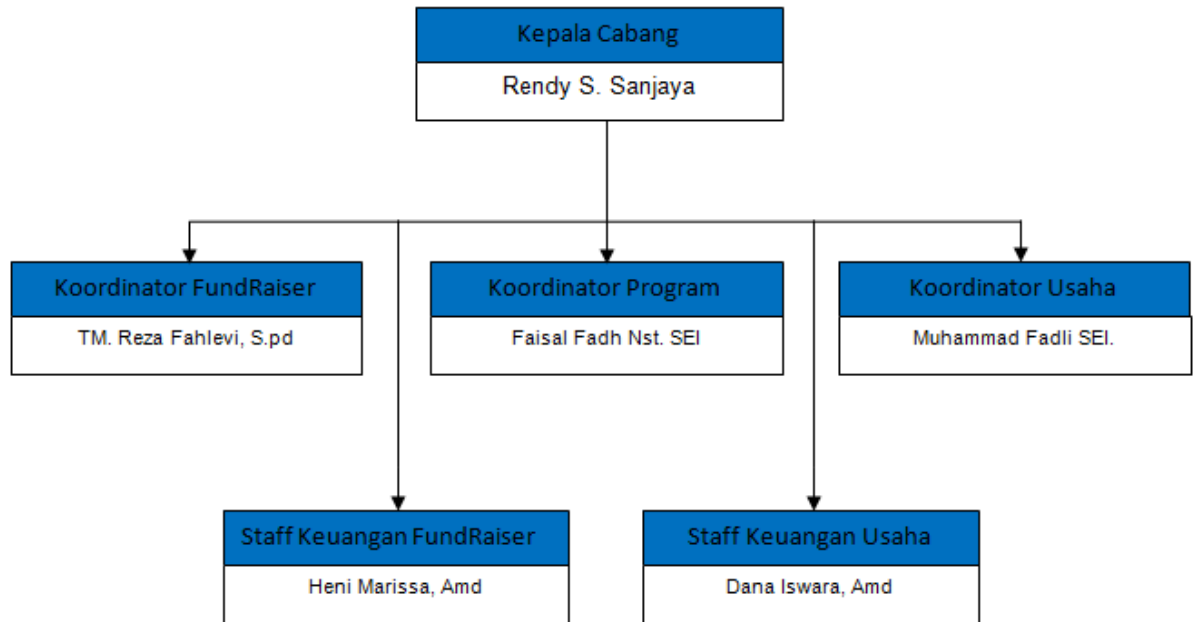 Kepala Cabang
Rendy S. Sanjaya
Koordinator FundRaiser
TM. Reza Fahlevi, S.pd
Koordinator Program
Faisal Fadh Nst. SEI
Koordinator Usaha
Muhammad Fadli SEI.
Staff Keuangan FundRaiser
Heni Marissa, Amd
Staff Keuangan Usaha
Dana Iswara, Amd